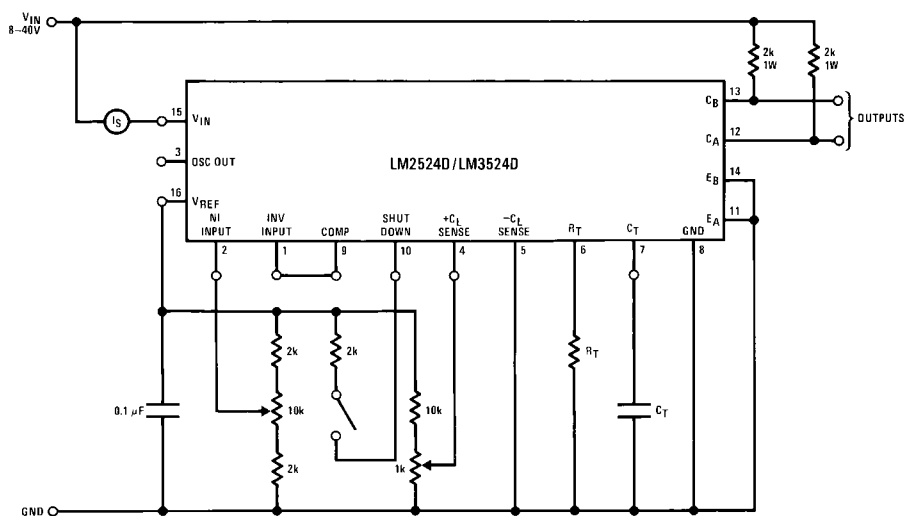 VIN
8–40V
2k
1W
2k
1W
IS
15
VIN
3
OSC OUT
16
VREF
LM2524D/LM3524D
CB
13
CA
12
OUTPUTS
EB
14
EA
11
NI
INPUT
INV
INPUT
COMP
SHUT
DOWN
+CL
SENSE
–CL
SENSE
RT
CT
GND
2
1
9
10
4
5
6
7
8
2k
2k
RT
0.1 µF
10k
10k
CT
2k
1k
GND